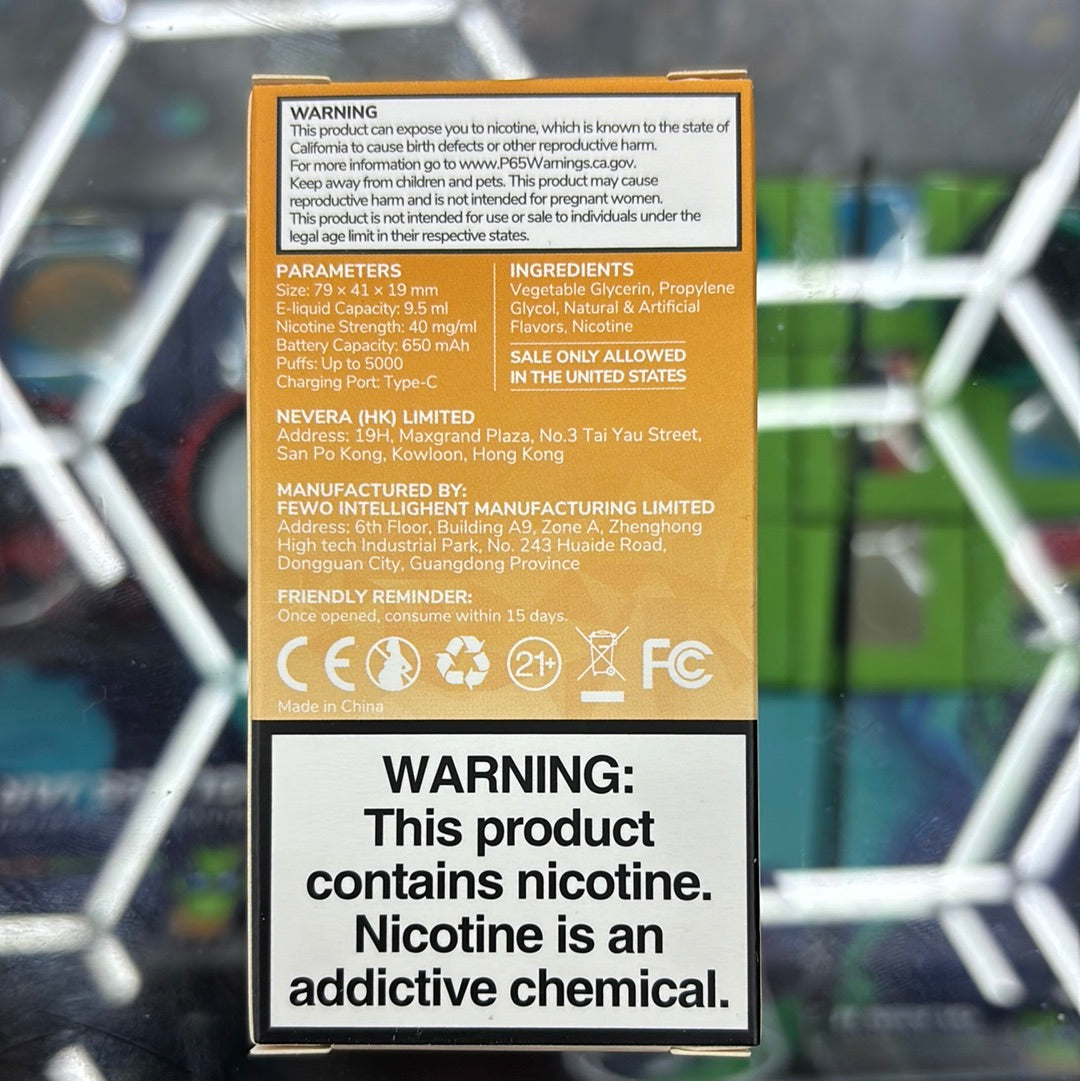 WARNING
This product can expose you to nicotine, which is known to the state of
California to cause birth defects or other reproductive harm.
For more information go to www.P65Warnings.ca.gov.
Keep away from children and pets. This product may cause
reproductive harm and is not intended for pregnant women.
This product is not intended for use or sale to individuals under the
legal age limit in their respective states.
PARAMETERS
Size: 79 × 41 × 19 mm
E-liquid Capacity: 9.5 ml
Nicotine Strength: 40 mg/ml
Battery Capacity: 650 mAh
Puffs: Up to 5000
Charging Port: Type-C
INGREDIENTS
Vegetable Glycerin, Propylene
Glycol, Natural & Artificial
Flavors, Nicotine
SALE ONLY ALLOWED
IN THE UNITED STATES
NEVERA (HK) LIMITED
Address: 19H, Maxgrand Plaza, No.3 Tai Yau Street,
San Po Kong, Kowloon, Hong Kong
MANUFACTURED BY:
FEWO INTELLIGHENT MANUFACTURING LIMITED
Address: 6th Floor, Building A9, Zone A, Zhenghong
High tech Industrial Park, No. 243 Huaide Road,
Dongguan City, Guangdong Province
FRIENDLY REMINDER:
Once opened, consume within 15 days.
CE 21+ FC
Made in China
WARNING:
This product
contains nicotine.
Nicotine is an
addictive chemical.